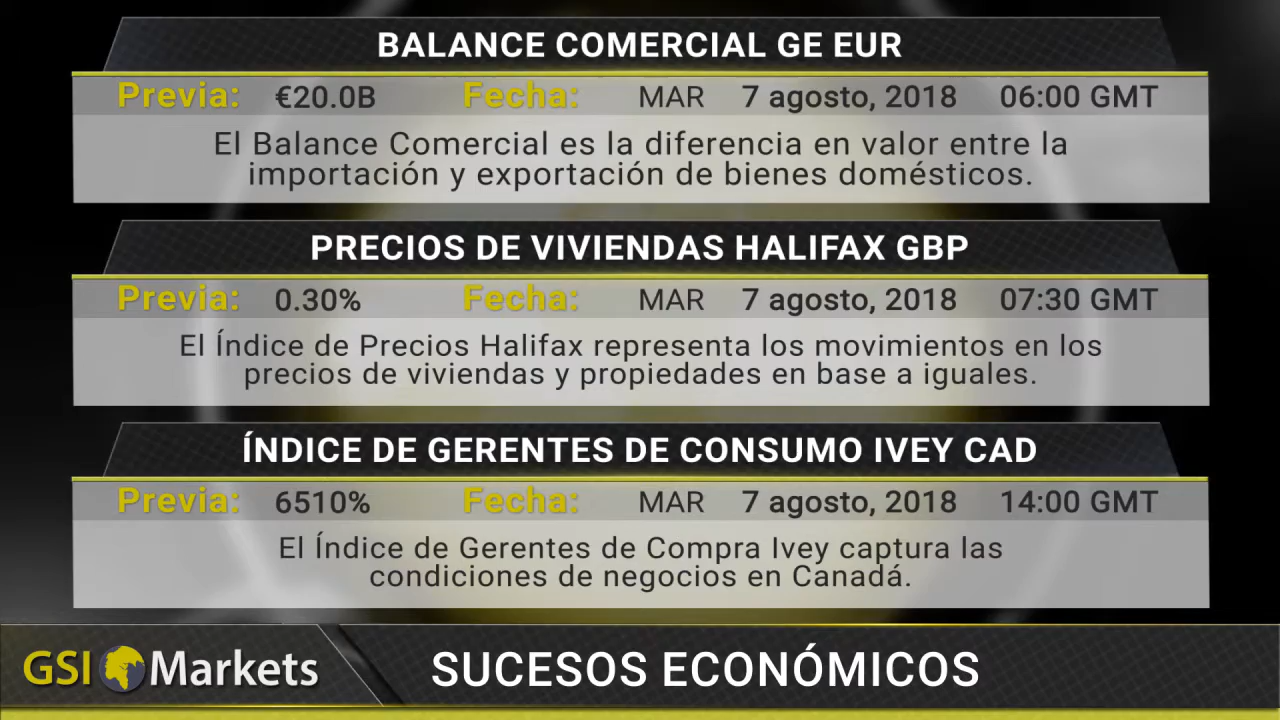 BALANCE COMERCIAL GE EUR
Previa: €20.0B Fecha: MAR 7 agosto, 2018 06:00 GMT
El Balance Comercial es la diferencia en valor entre la
importación y exportación de bienes domésticos.
PRECIOS DE VIVIENDAS HALIFAX GBP
Previa: 0.30% Fecha: MAR 7 agosto, 2018 07:30 GMT
El Índice de Precios Halifax representa los movimientos en los
precios de viviendas y propiedades en base a iguales.
ÍNDICE DE GERENTES DE CONSUMO IVEY CAD
Previa: 6510% Fecha: MAR 7 agosto, 2018 14:00 GMT
El Índice de Gerentes de Compra Ivey captura las
condiciones de negocios en Canadá.
GSI Markets SUCESOS ECONÓMICOS